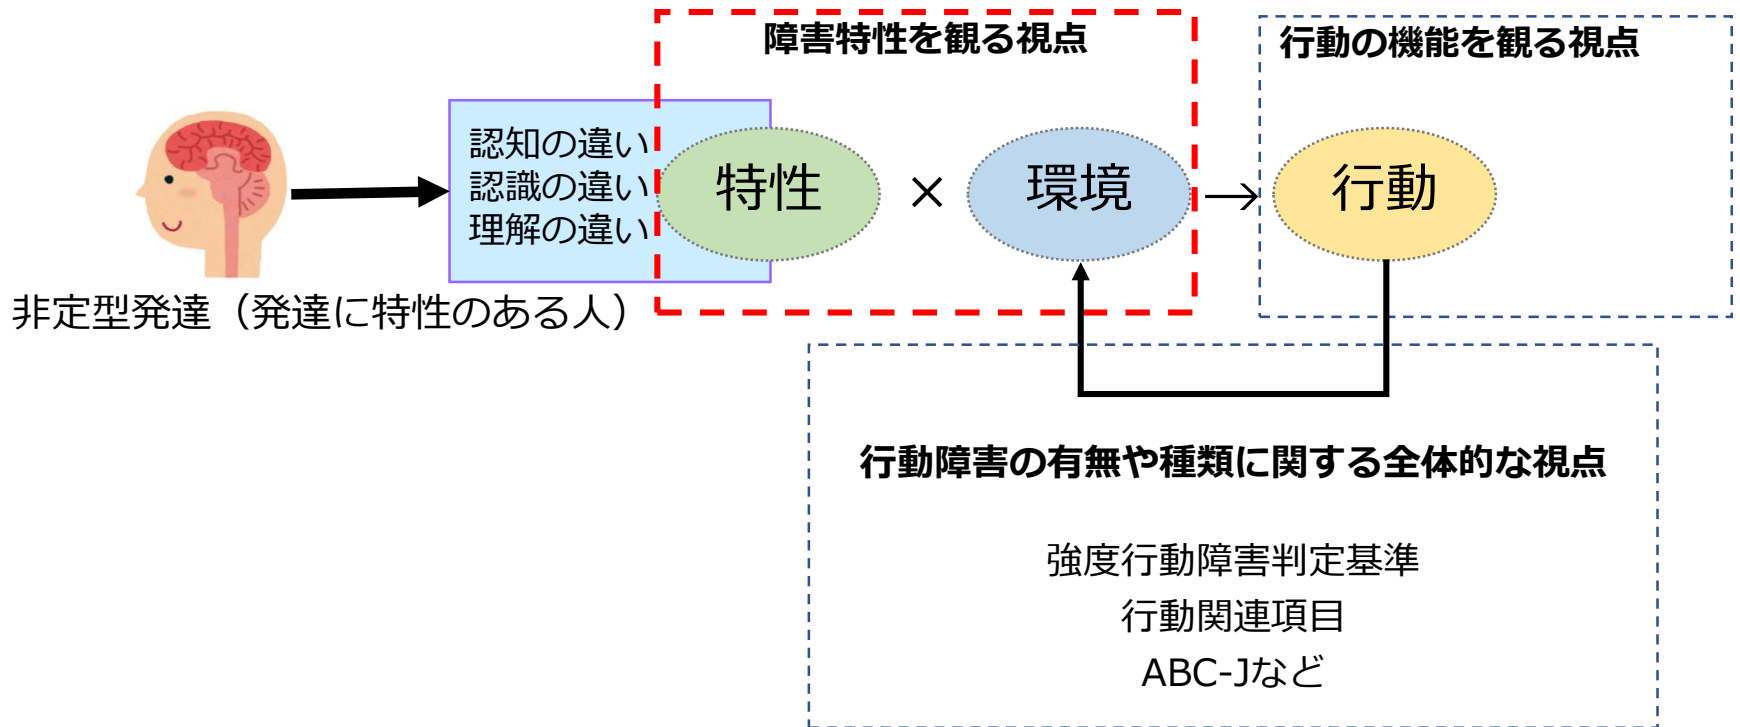 障害特性を観る視点
行動の機能を観る視点
認知の違い
認識の違い
理解の違い
特性
×
環境
→
行動
非定型発達（発達に特性のある人）
行動障害の有無や種類に関する全体的な視点
強度行動障害判定基準
行動関連項目
ABC-Jなど